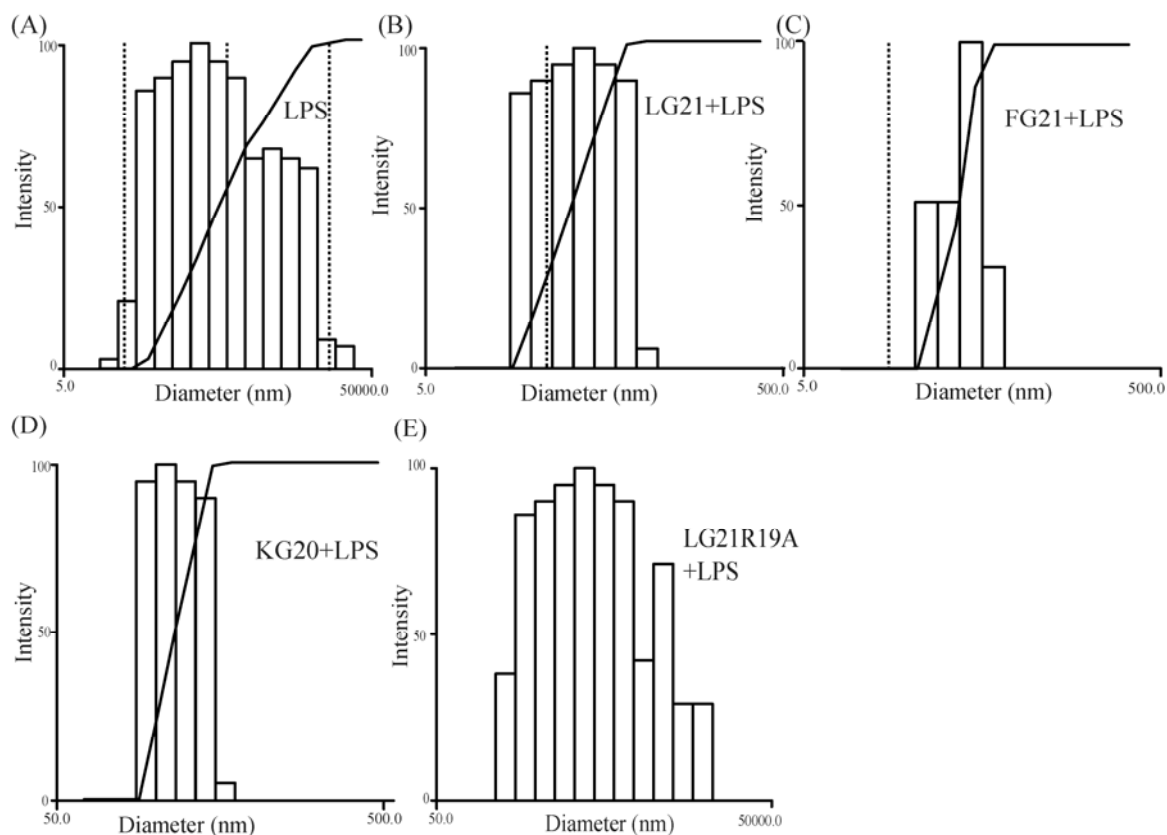 (A)
100
50
0
Intensity
LPS
5.0
50000.0
Diameter (nm)
(B)
100
50
0
Intensity
LG21+LPS
5.0
500.0
Diameter (nm)
(C)
100
50
0
Intensity
FG21+LPS
5.0
500.0
Diameter (nm)
(D)
100
50
0
Intensity
KG20+LPS
50.0
500.0
Diameter (nm)
(E)
100
50
0
Intensity
LG21R19A
+LPS
50.0
50000.0
Diameter (nm)